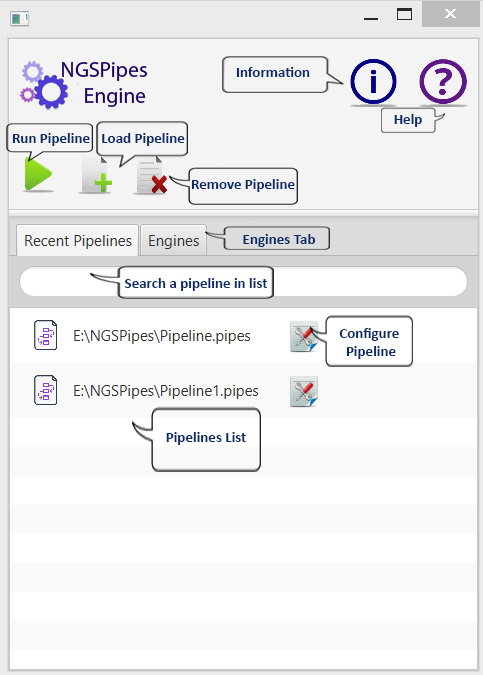 NGSPipes
Engine
Information
Help
Run Pipeline
Load Pipeline
Remove Pipeline
Recent Pipelines
Engines
Engines Tab
Search a pipeline in list
E:\NGSPipes\Pipeline.pipes
Configure
Pipeline
E:\NGSPipes\Pipeline1.pipes
Pipelines List